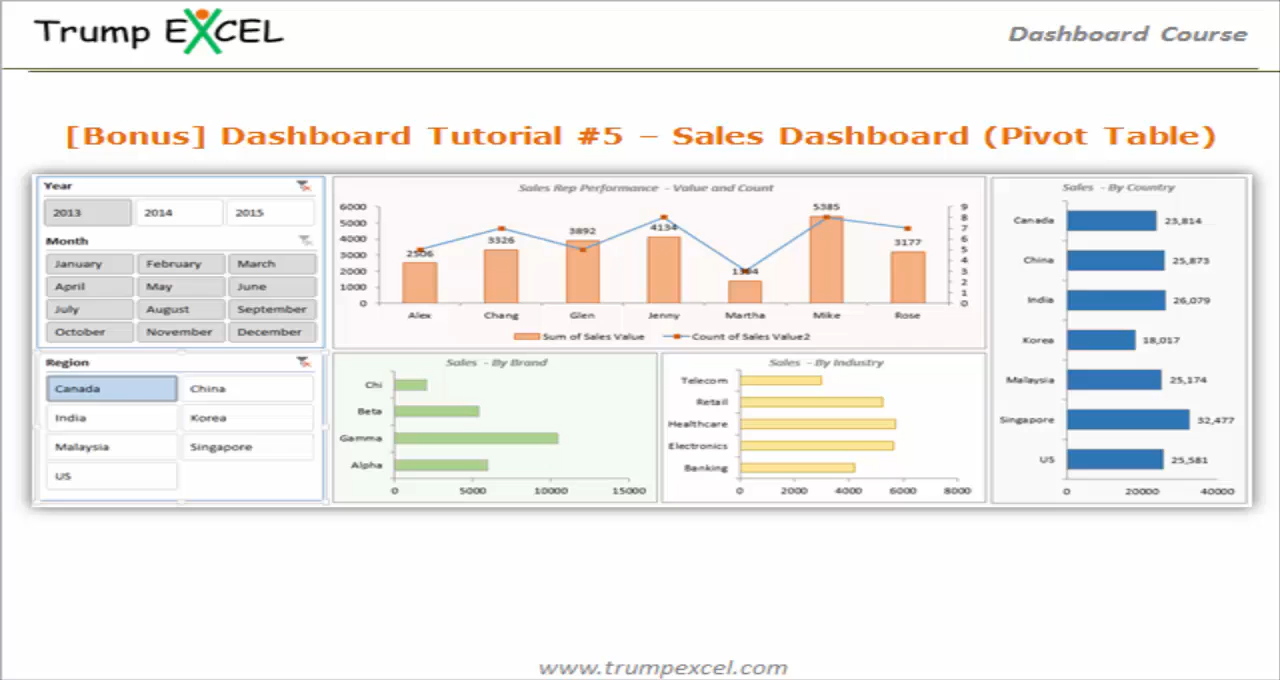 Trump EXCEL
Dashboard Course
[Bonus] Dashboard Tutorial #5 – Sales Dashboard (Pivot Table)
Year
2013 2014 2015
Month
January February March
April May June
July August September
October November December
Region
Canada China
India Korea
Malaysia Singapore
US
Sales Rep Performance - Value and Count
6000
5000
4000
3000
2000
1000
0
2506 3326 3892 4134 5385 3177
9
8
7
6
5
4
3
2
1
0
Alex Chang Glen Jenny Martha Mike Rose
Sum of Sales Value Count of Sales Value2
Sales - By Brand
Chi
Beta
Gamma
Alpha
0 5000 10000 15000
Sales - By Industry
Telecom
Retail
Healthcare
Electronics
Banking
0 2000 4000 6000 8000
Sales - By Country
Canada 23,814
China 25,873
India 26,079
Korea 18,017
Malaysia 25,174
Singapore 32,477
US 25,581
0 20000 40000
www.trumpexcel.com